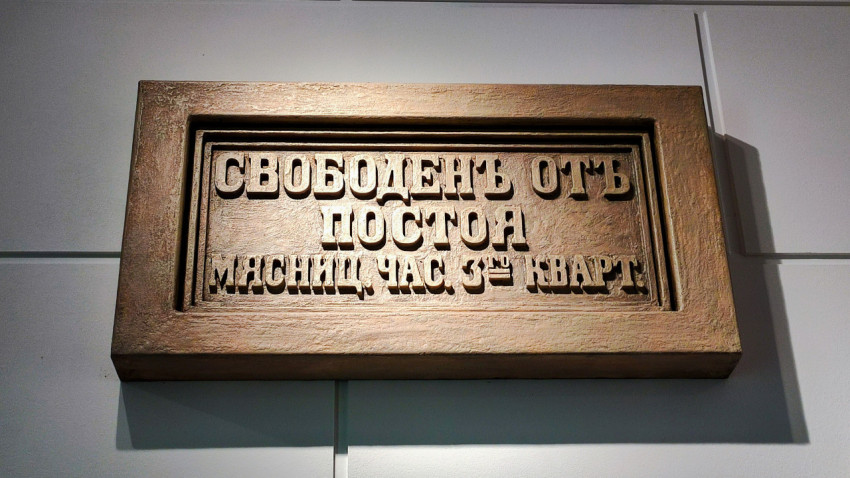 СВОБОДЕНЪ ОТЪ
ПОСТОЯ
МЯСНИЦ. ЧАС. 3ГО КВАРТ.